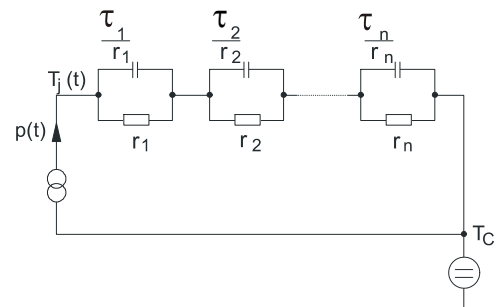 τ1 τ2 τn
r1 r2 rn
Tj (t)
p(t)
r1 r2 rn
TC